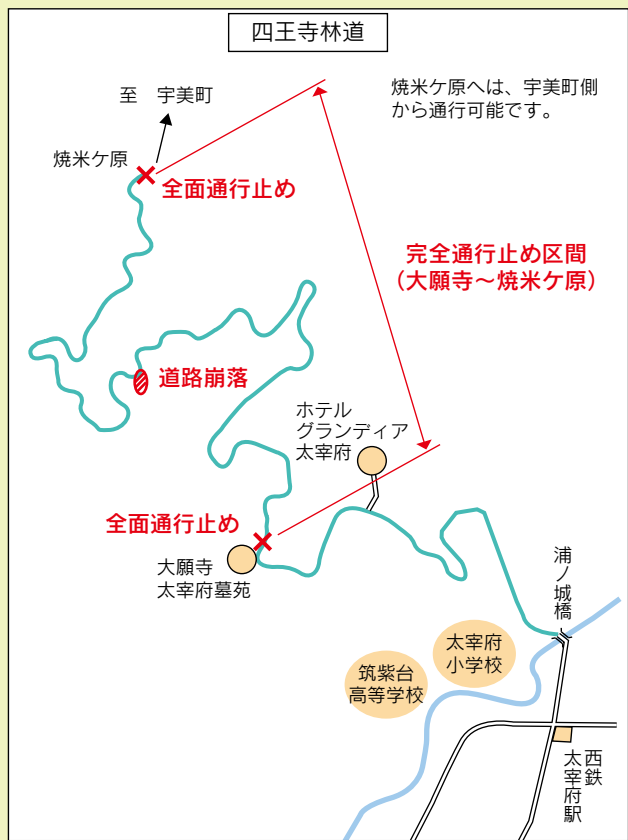 四王寺林道
至　宇美町
焼米ケ原へは、宇美町側
から通行可能です。
焼米ケ原
全面通行止め
完全通行止め区間
（大願寺〜焼米ケ原）
道路崩落
ホテル
グランディア
太宰府
全面通行止め
大願寺
太宰府墓苑
浦ノ城橋
太宰府
小学校
筑紫台
高等学校
西鉄
太宰府駅